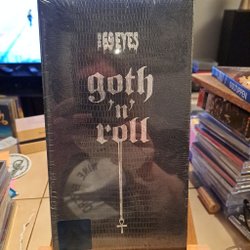 THE 69 EYES
goth
'n'
roll